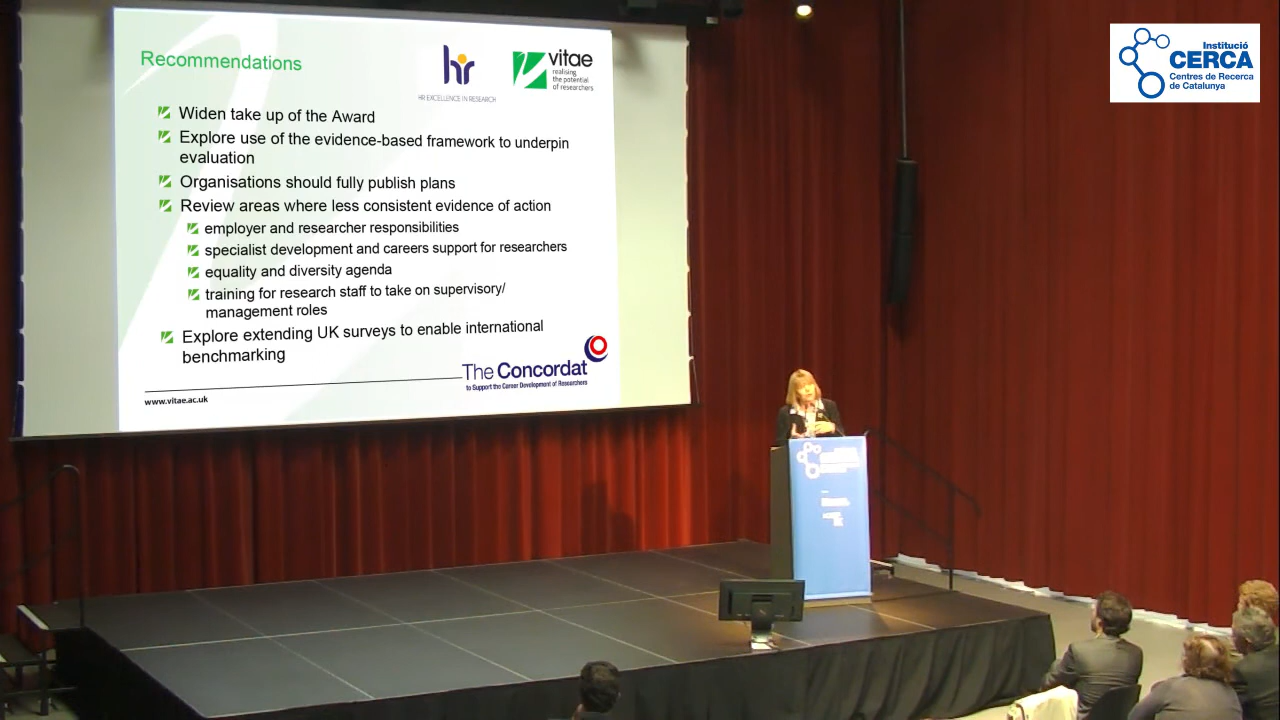 Recommendations
hr
HR EXCELLENCE IN RESEARCH
vitae
realising
the potential
of researchers
Widen take up of the Award
Explore use of the evidence-based framework to underpin
evaluation
Organisations should fully publish plans
Review areas where less consistent evidence of action
employer and researcher responsibilities
specialist development and careers support for researchers
equality and diversity agenda
training for research staff to take on supervisory/
management roles
Explore extending UK surveys to enable international
benchmarking
The Concordat
to Support the Career Development of Researchers
www.vitae.ac.uk
Institució
CERCA
Centres de Recerca
de Catalunya